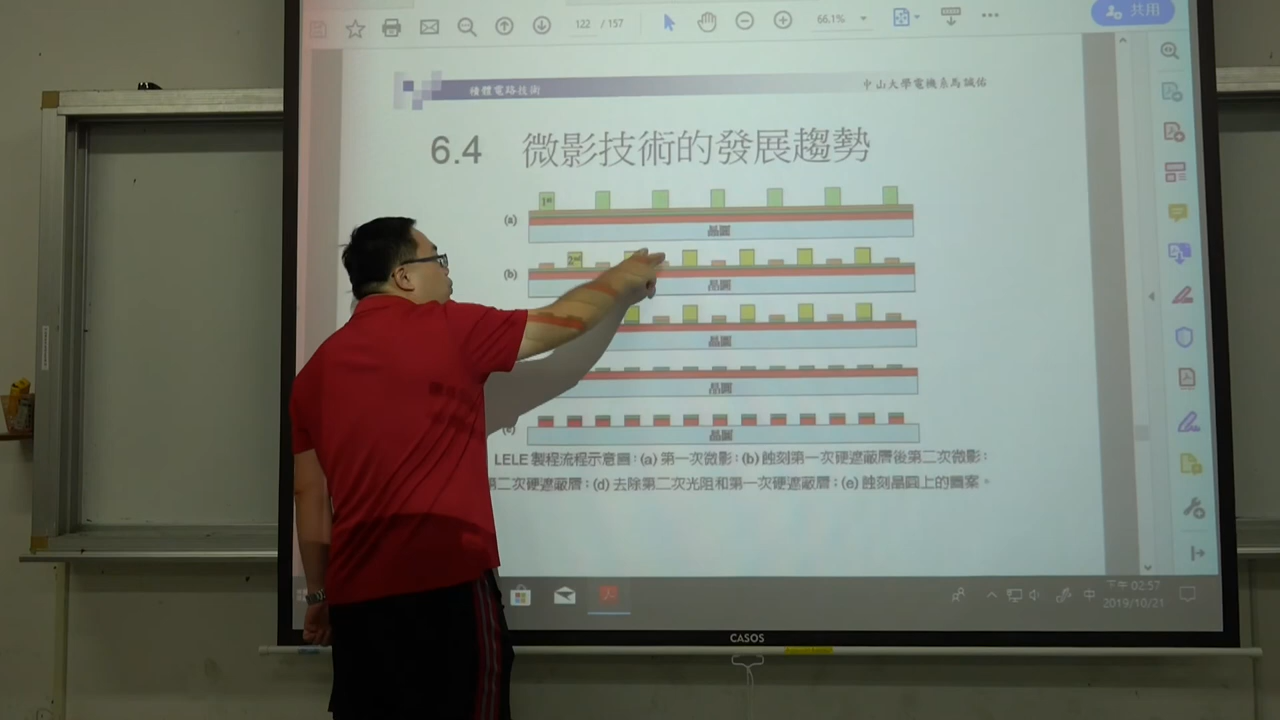 122 / 157
66.1%
共用
積體電路技術
中山大學電機系馬誠佑
6.4 微影技術的發展趨勢
1st
(a)
晶圓
2nd
(b)
晶圓
晶圓
晶圓
晶圓
LELE 製程流程示意圖：(a) 第一次微影；(b) 蝕刻第一次硬遮蔽層後第二次微影；
第二次硬遮蔽層；(d) 去除第二次光阻和第一次硬遮蔽層；(e) 蝕刻晶圓上的圖案。
中
下午 02:57
2019/10/21
CASOS